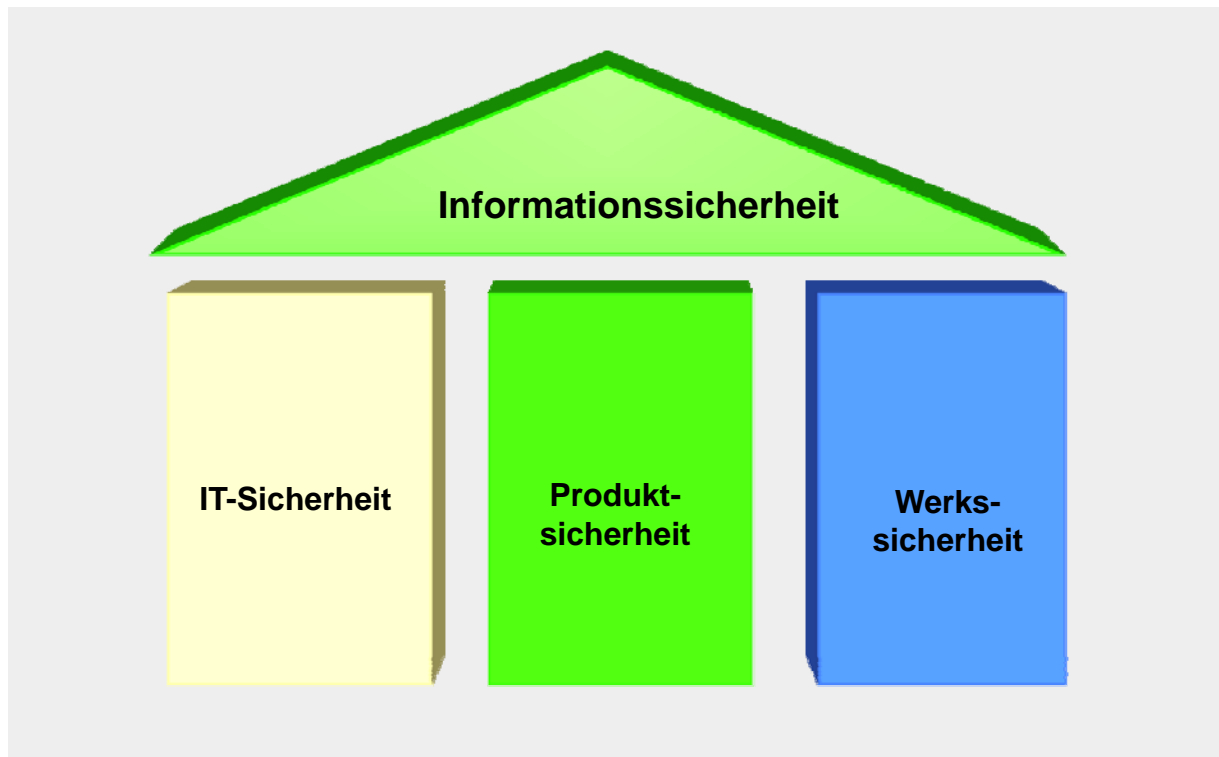 Informationssicherheit
IT-Sicherheit
Produkt-
sicherheit
Werks-
sicherheit